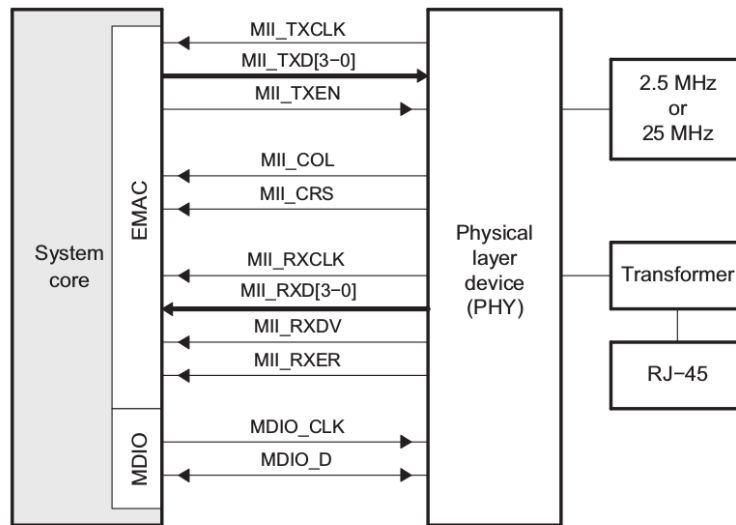 System
core
EMAC
MDIO
MII_TXCLK
MII_TXD[3−0]
MII_TXEN
MII_COL
MII_CRS
MII_RXCLK
MII_RXD[3−0]
MII_RXDV
MII_RXER
MDIO_CLK
MDIO_D
Physical
layer
device
(PHY)
2.5 MHz
or
25 MHz
Transformer
RJ−45